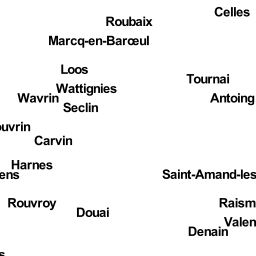 Celles
Roubaix
Marcq-en-Barœul
Loos
Tournai
Wattignies
Wavrin
Antoing
Seclin
ouvrin
Carvin
Harnes
ens
Saint-Amand-les
Rouvroy
Raism
Douai
Valen
Denain
s